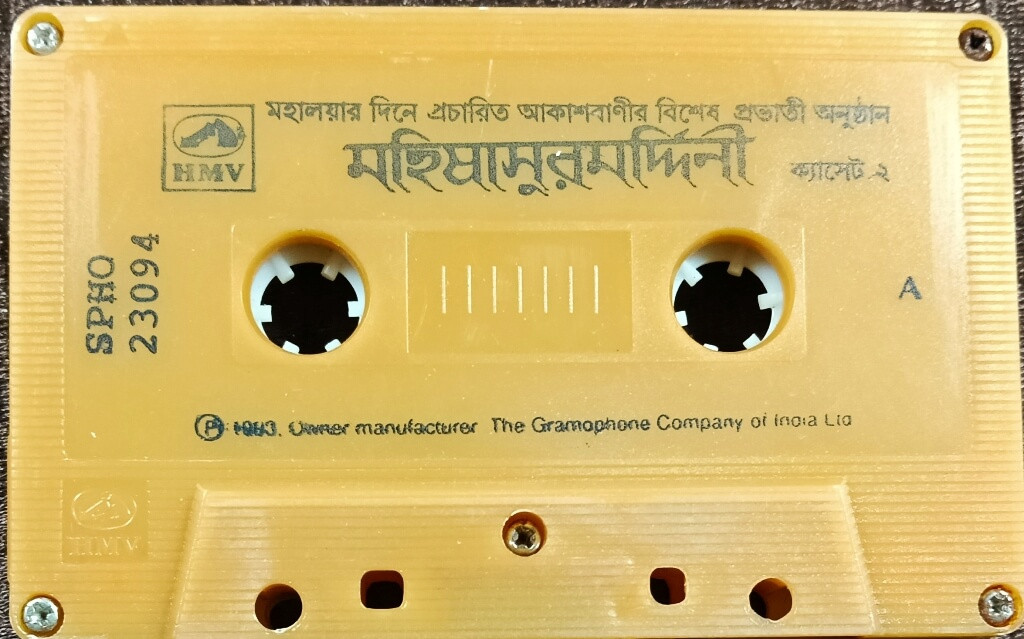 মহালয়ার দিনে প্রচারিত আকাশবাণীর বিশেষ প্রভাতী অনুষ্ঠান
HMV
মহিষাসুরমর্দ্দিনী
ক্যাসেট ২
SPHO
23094
A
Ⓟ 1983. Owner manufacturer The Gramophone Company of India Ltd
HMV